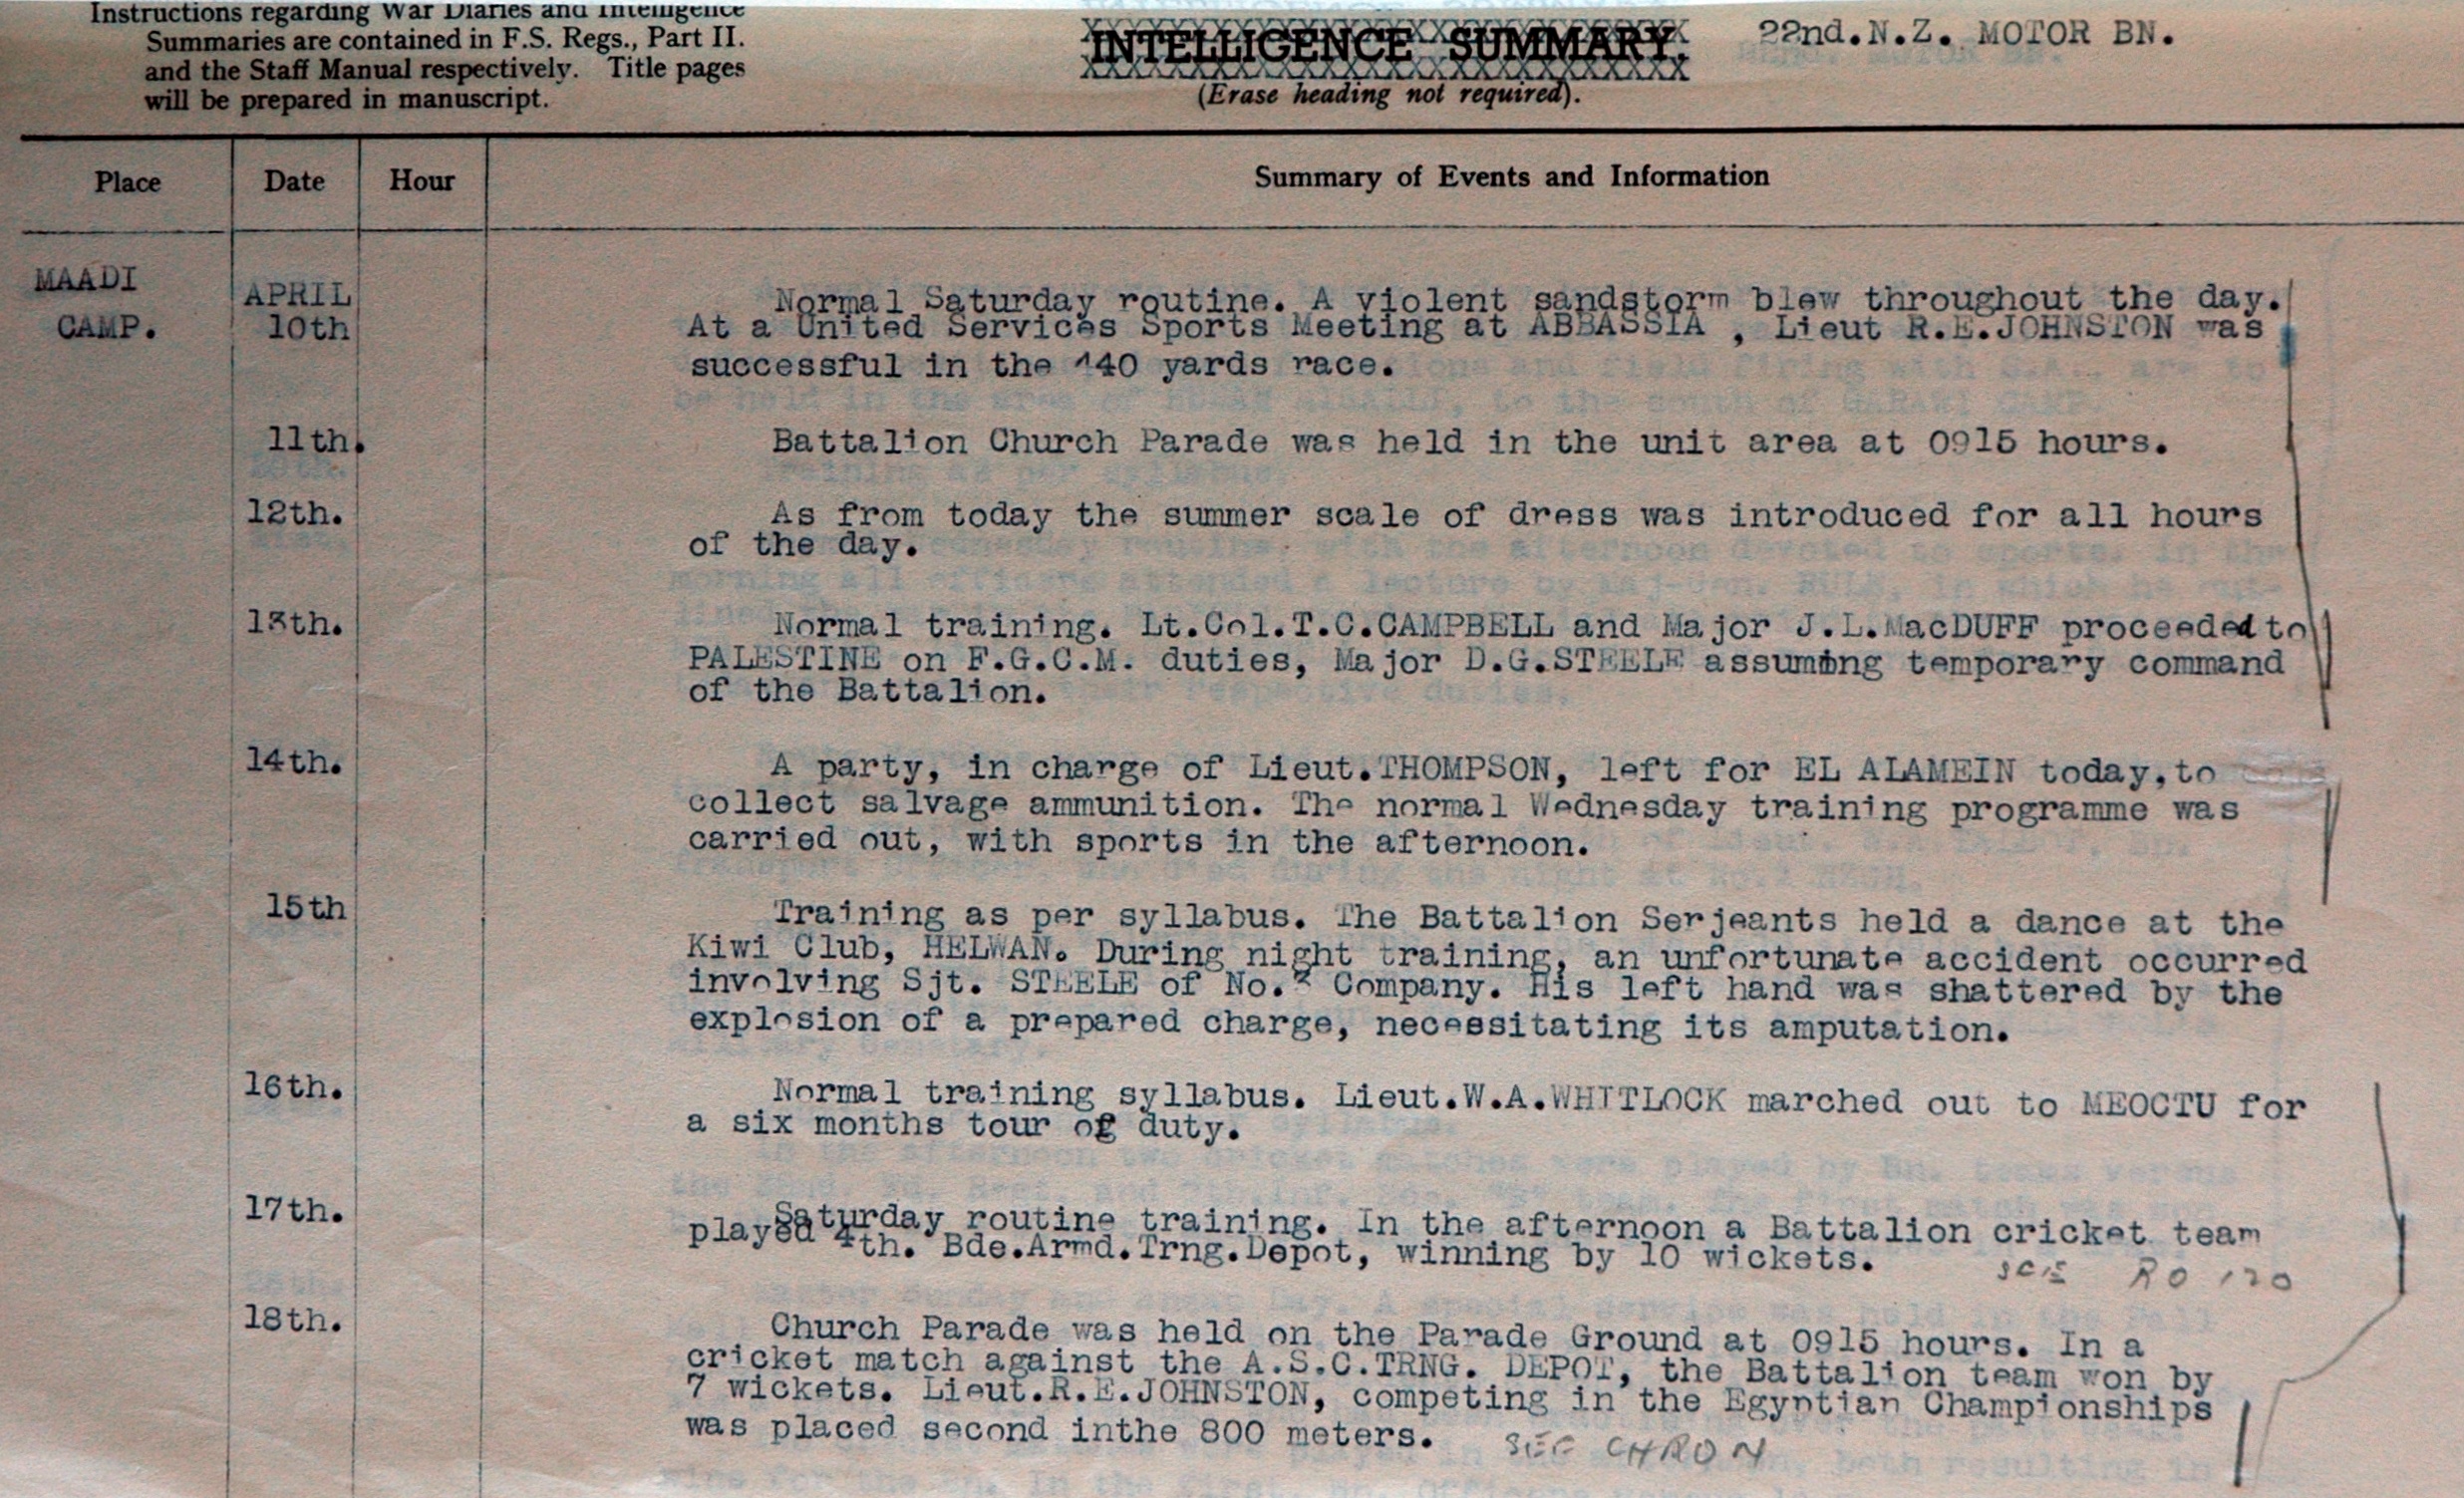 Instructions regarding War Diaries and Intelligence
Summaries are contained in F.S. Regs., Part II.
and the Staff Manual respectively. Title pages
will be prepared in manuscript.
INTELLIGENCE SUMMARY.
(Erase heading not required).
22nd.N.Z. MOTOR BN.
Place Date Hour Summary of Events and Information
MAADI
CAMP.
APRIL
10th
Normal Saturday routine. A violent sandstorm blew throughout the day.
At a United Services Sports Meeting at ABBASSIA , Lieut R.E.JOHNSTON was
successful in the 440 yards race.
11th.
Battalion Church Parade was held in the unit area at 0915 hours.
12th.
As from today the summer scale of dress was introduced for all hours
of the day.
13th.
Normal training. Lt.Col.T.C.CAMPBELL and Major J.L.MacDUFF proceeded to
PALESTINE on F.G.C.M. duties, Major D.G.STEELE assuming temporary command
of the Battalion.
14th.
A party, in charge of Lieut.THOMPSON, left for EL ALAMEIN today,to
collect salvage ammunition. The normal Wednesday training programme was
carried out, with sports in the afternoon.
15th
Training as per syllabus. The Battalion Serjeants held a dance at the
Kiwi Club, HELWAN. During night training, an unfortunate accident occurred
involving Sjt. STEELE of No. Company. His left hand was shattered by the
explosion of a prepared charge, necessitating its amputation.
16th.
Normal training syllabus. Lieut.W.A.WHITLOCK marched out to MEOCTU for
a six months tour of duty.
17th.
Saturday routine training. In the afternoon a Battalion cricket team
played 4th. Bde.Armd.Trng.Depot, winning by 10 wickets.
RO 120
18th.
Church Parade was held on the Parade Ground at 0915 hours. In a
cricket match against the A.S.C.TRNG. DEPOT, the Battalion team won by
7 wickets. Lieut.R.E.JOHNSTON, competing in the Egyptian Championships
was placed second inthe 800 meters.
SEE CHRON